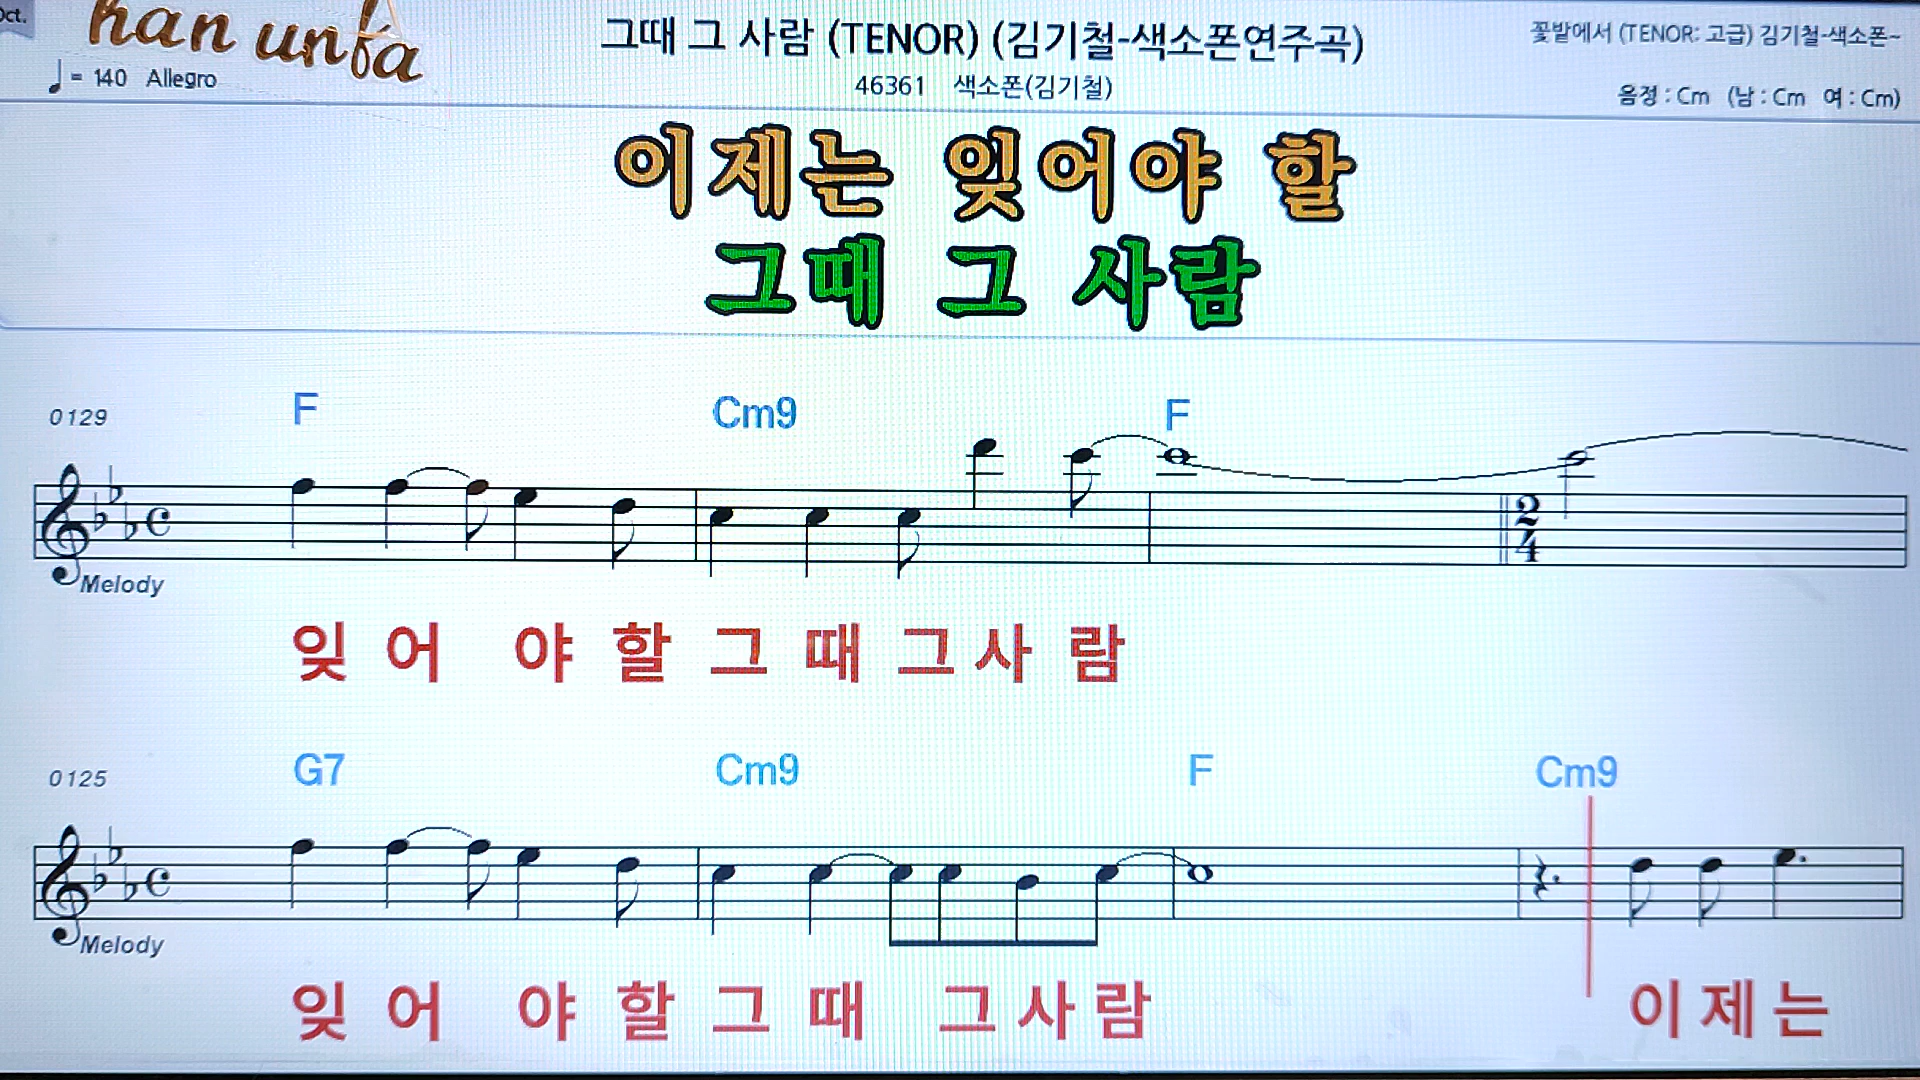 Oct.
han unfa
그때 그 사람 (TENOR) (김기철-색소폰연주곡)
꽃밭에서 (TENOR: 고급) 김기철-색소폰~
♩ = 140 Allegro
46361 색소폰(김기철)
음정 : Cm (남 : Cm 여 : Cm)
이제는 잊어야 할
그때 그 사람
0129 F Cm9 F
2
4
Melody
잊 어 야 할 그 때 그 사 람
0125 G7 Cm9 F Cm9
Melody
잊 어 야 할 그 때 그 사 람 이 제 는